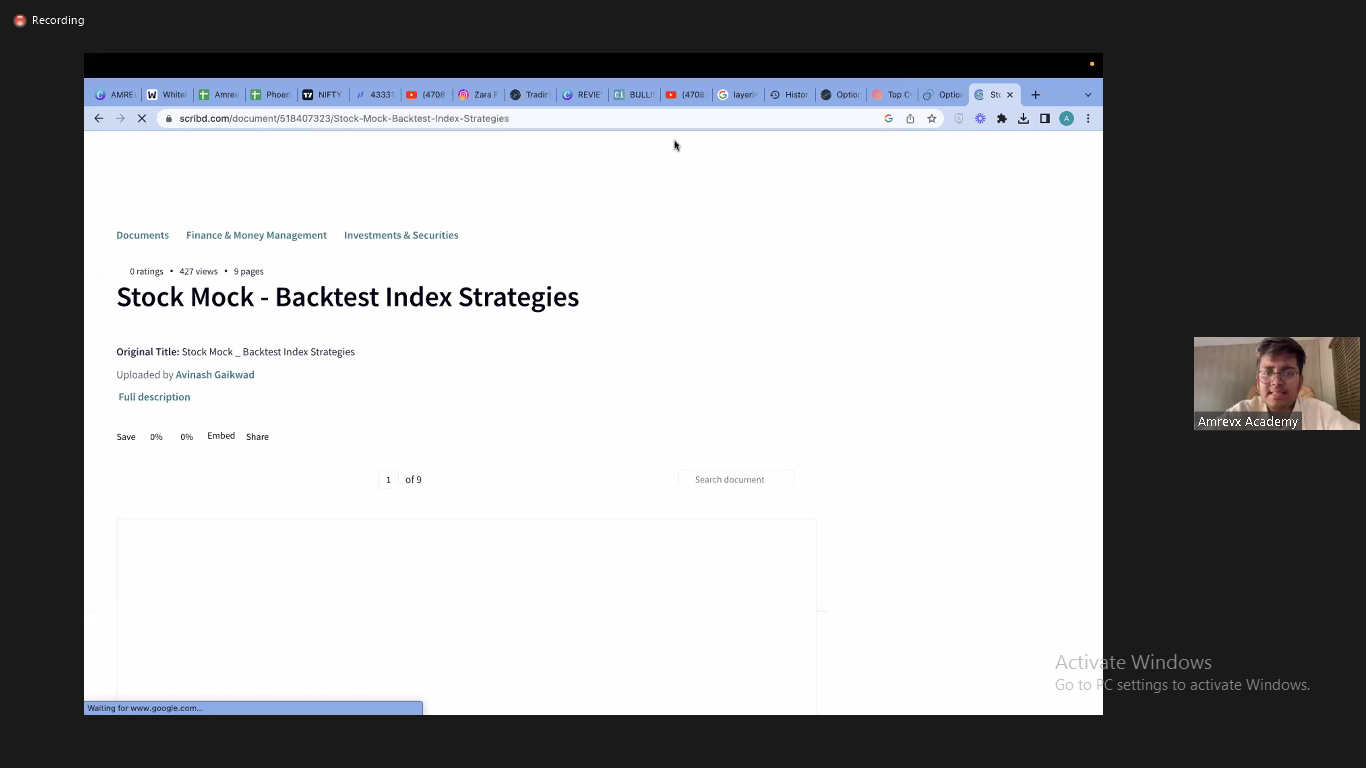 Recording
AMRE
White
Amrev
Phoen
NIFTY
4333
(4708
Zara F
Tradin
REVIE
BULLI
(4708
layeri
Histor
Option
Top C
Optio
Sto
scribd.com/document/518407323/Stock-Mock-Backtest-Index-Strategies
A
Documents Finance & Money Management Investments & Securities
0 ratings • 427 views • 9 pages
Stock Mock - Backtest Index Strategies
Original Title: Stock Mock _ Backtest Index Strategies
Uploaded by Avinash Gaikwad
Full description
Save 0% 0% Embed Share
1 of 9 Search document
Amrevx Academy
Activate Windows
Go to PC settings to activate Windows.
Waiting for www.google.com...